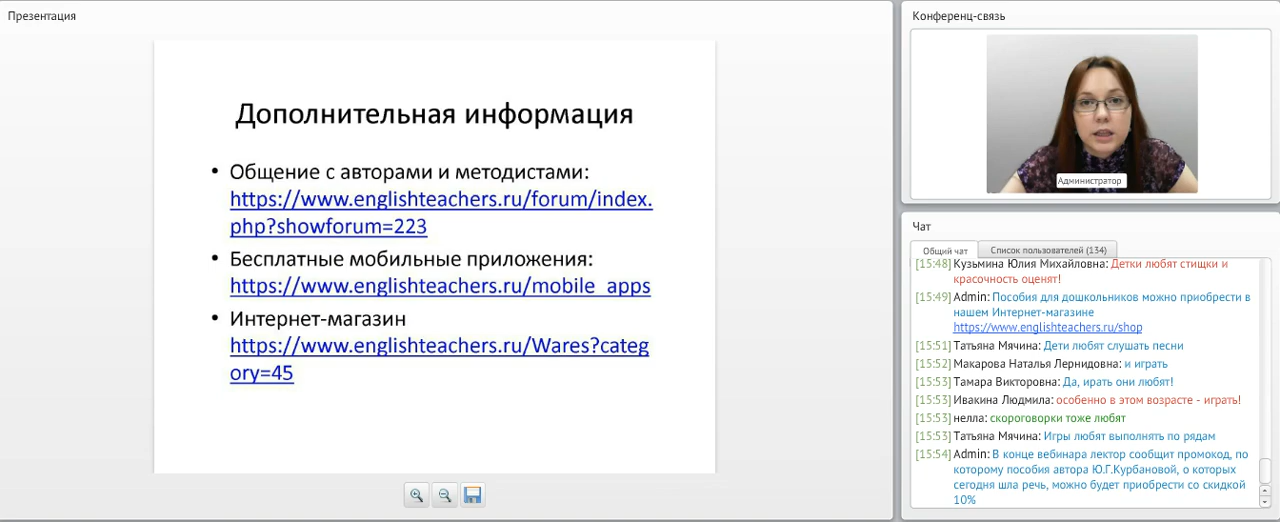 Презентация
Дополнительная информация
• Общение с авторами и методистами:
https://www.englishteachers.ru/forum/index.
php?showforum=223
• Бесплатные мобильные приложения:
https://www.englishteachers.ru/mobile_apps
• Интернет-магазин
https://www.englishteachers.ru/Wares?categ
ory=45
Конференц-связь
Администратор
Чат
Общий чат
Список пользователей (134)
[15:48] Кузьмина Юлия Михайловна: Детки любят стищки и
красочность оценят!
[15:49] Admin: Пособия для дошкольников можно приобрести в
нашем Интернет-магазине
https://www.englishteachers.ru/shop
[15:51] Татьяна Мячина: Дети любят слушать песни
[15:52] Макарова Наталья Лернидовна: и играть
[15:53] Тамара Викторовна: Да, ирать они любят!
[15:53] Ивакина Людмила: особенно в этом возрасте - играть!
[15:53] нелла: скороговорки тоже любят
[15:53] Татьяна Мячина: Игры любят выполнять по рядам
[15:54] Admin: В конце вебинара лектор сообщит промокод, по
которому пособия автора Ю.Г.Курбановой, о которых
сегодня шла речь, можно будет приобрести со скидкой
10%